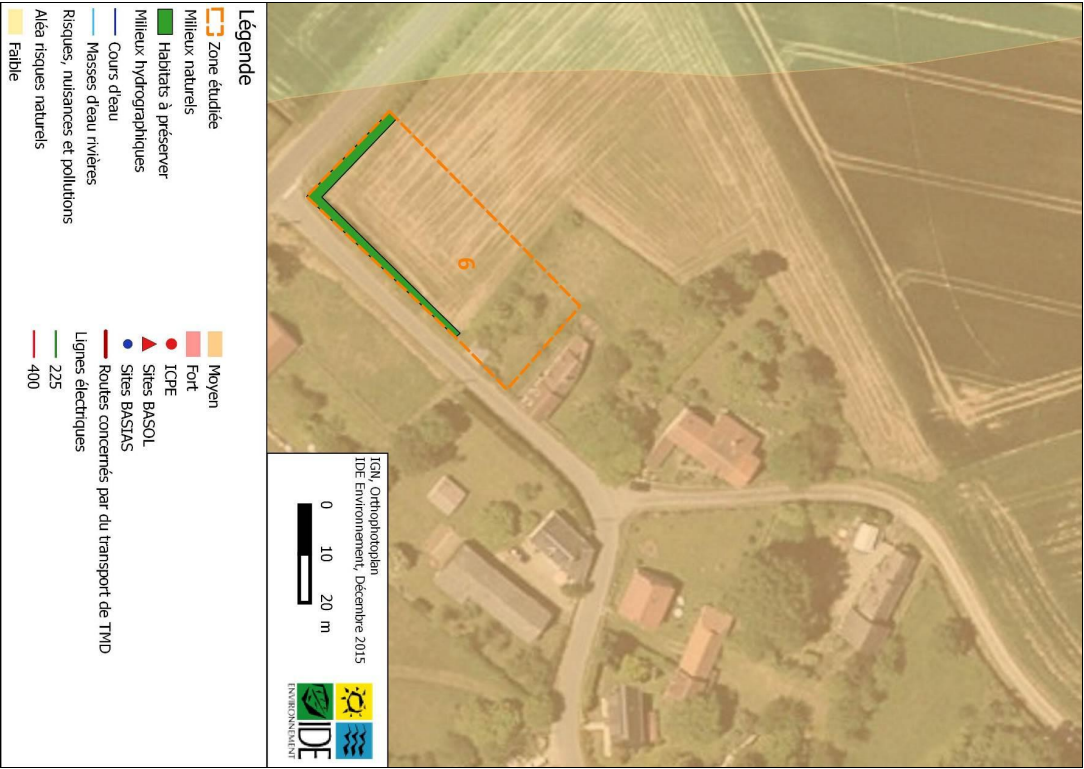 Légende
Zone étudiée
Milieux naturels
Habitats à préserver
Milieux hydrographiques
Cours d'eau
Masses d'eau rivières
Risques, nuisances et pollutions
Aléa risques naturels
Faible
Moyen
Fort
ICPE
Sites BASOL
Sites BASIAS
Routes concernés par du transport de TMD
Lignes électriques
225
400
6
IGN, Orthophotoplan
IDE Environnement, Décembre 2015
0 10 20 m
IDE
ENVIRONNEMENT